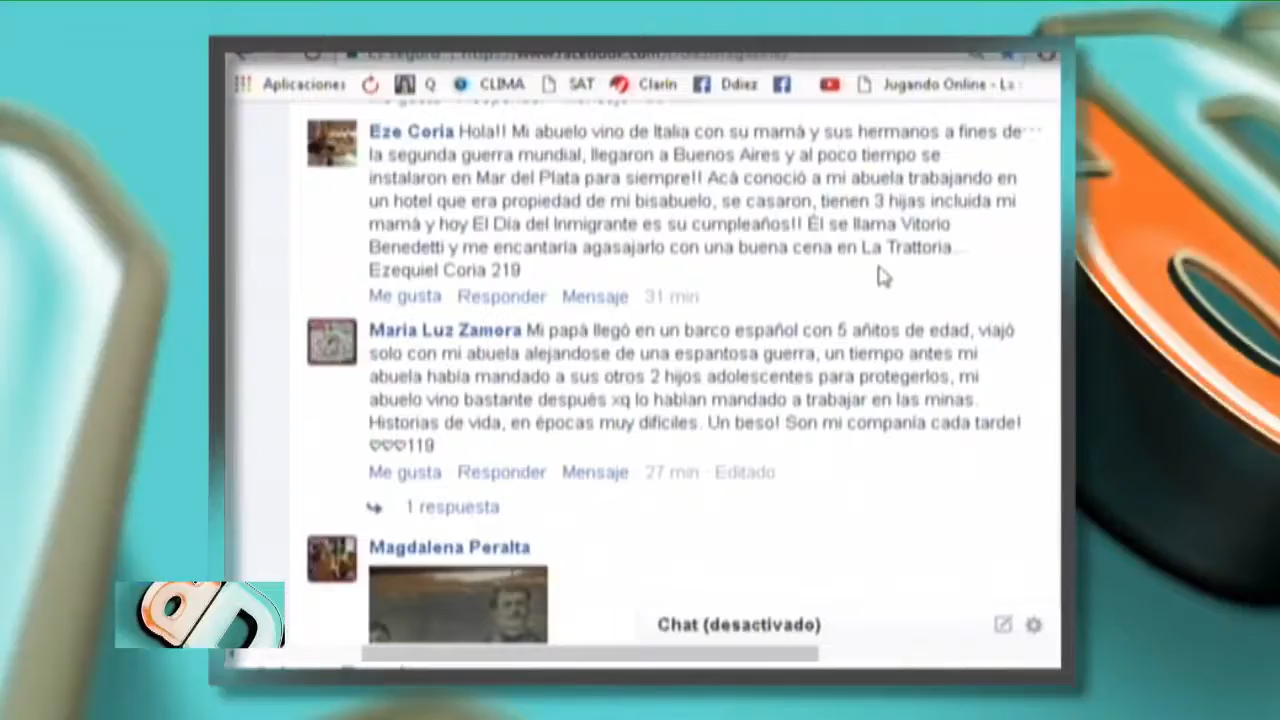 Aplicaciones Q CLIMA SAT Clarín Ddiez Jugando Online - La
Eze Coria Hola!! Mi abuelo vino de Italia con su mamá y sus hermanos a fines de
la segunda guerra mundial, llegaron a Buenos Aires y al poco tiempo se
instalaron en Mar del Plata para siempre!! Acá conoció a mi abuela trabajando en
un hotel que era propiedad de mi bisabuelo, se casaron, tienen 3 hijas incluida mi
mamá y hoy El Día del Inmigrante es su cumpleaños!! Él se llama Vitorio
Benedetti y me encantaría agasajarlo con una buena cena en La Trattoria...
Ezequiel Coria 219
Me gusta Responder Mensaje 31 min
Maria Luz Zamora Mi papá llegó en un barco español con 5 añitos de edad, viajó
solo con mi abuela alejandose de una espantosa guerra, un tiempo antes mi
abuela había mandado a sus otros 2 hijos adolescentes para protegerlos, mi
abuelo vino bastante después xq lo habían mandado a trabajar en las minas.
Historias de vida, en épocas muy difíciles. Un beso! Son mi compania cada tarde!
♡♡♡119
Me gusta Responder Mensaje 27 min · Editado
1 respuesta
Magdalena Peralta
Chat (desactivado)